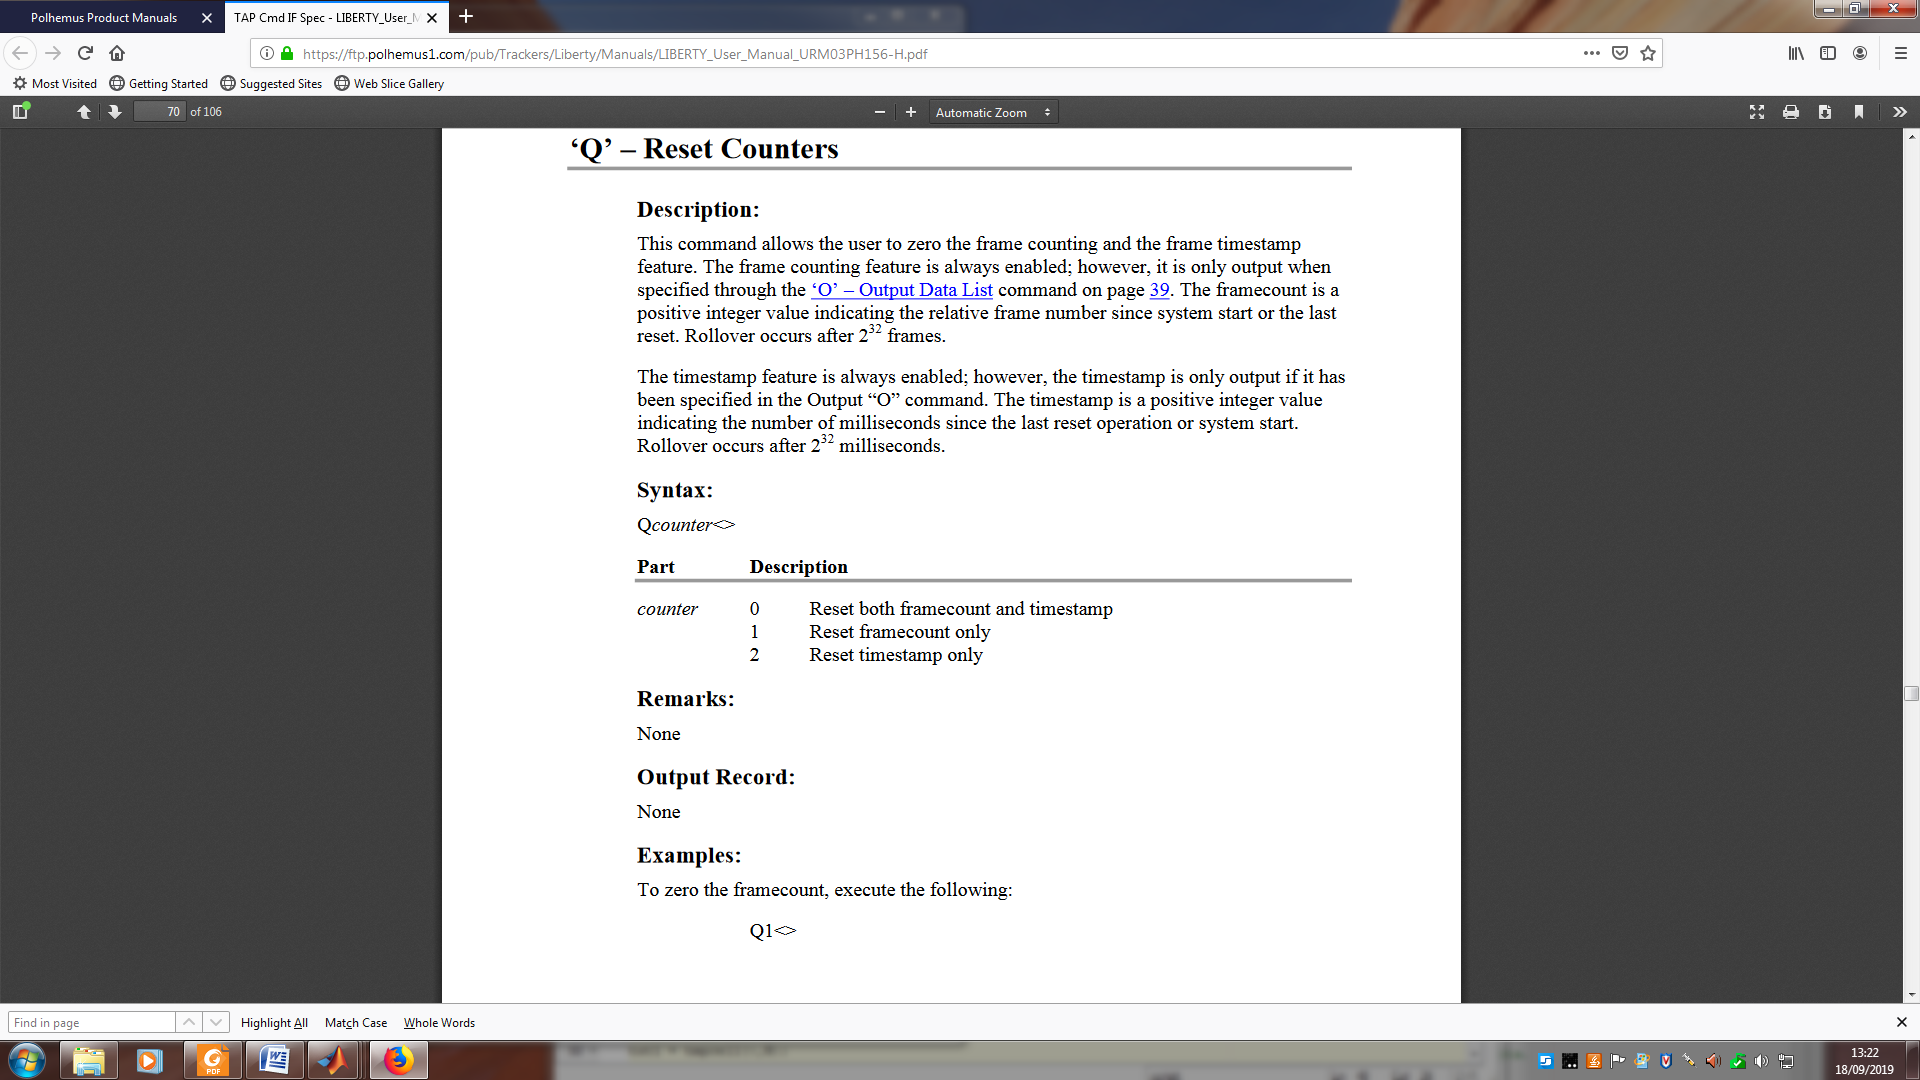 Polhemus Product Manuals
TAP Cmd IF Spec - LIBERTY_User_M
https://ftp.polhemus1.com/pub/Trackers/Liberty/Manuals/LIBERTY_User_Manual_URM03PH156-H.pdf
Most Visited Getting Started Suggested Sites Web Slice Gallery
70 of 106 Automatic Zoom
‘Q’ – Reset Counters
Description:
This command allows the user to zero the frame counting and the frame timestamp
feature. The frame counting feature is always enabled; however, it is only output when
specified through the ‘O’ – Output Data List command on page 39. The framecount is a
positive integer value indicating the relative frame number since system start or the last
reset. Rollover occurs after 2³² frames.
The timestamp feature is always enabled; however, the timestamp is only output if it has
been specified in the Output “O” command. The timestamp is a positive integer value
indicating the number of milliseconds since the last reset operation or system start.
Rollover occurs after 2³² milliseconds.
Syntax:
Qcounter<>
Part Description
counter 0 Reset both framecount and timestamp
1 Reset framecount only
2 Reset timestamp only
Remarks:
None
Output Record:
None
Examples:
To zero the framecount, execute the following:
Q1<>
Find in page Highlight All Match Case Whole Words
PDF
13:22
18/09/2019